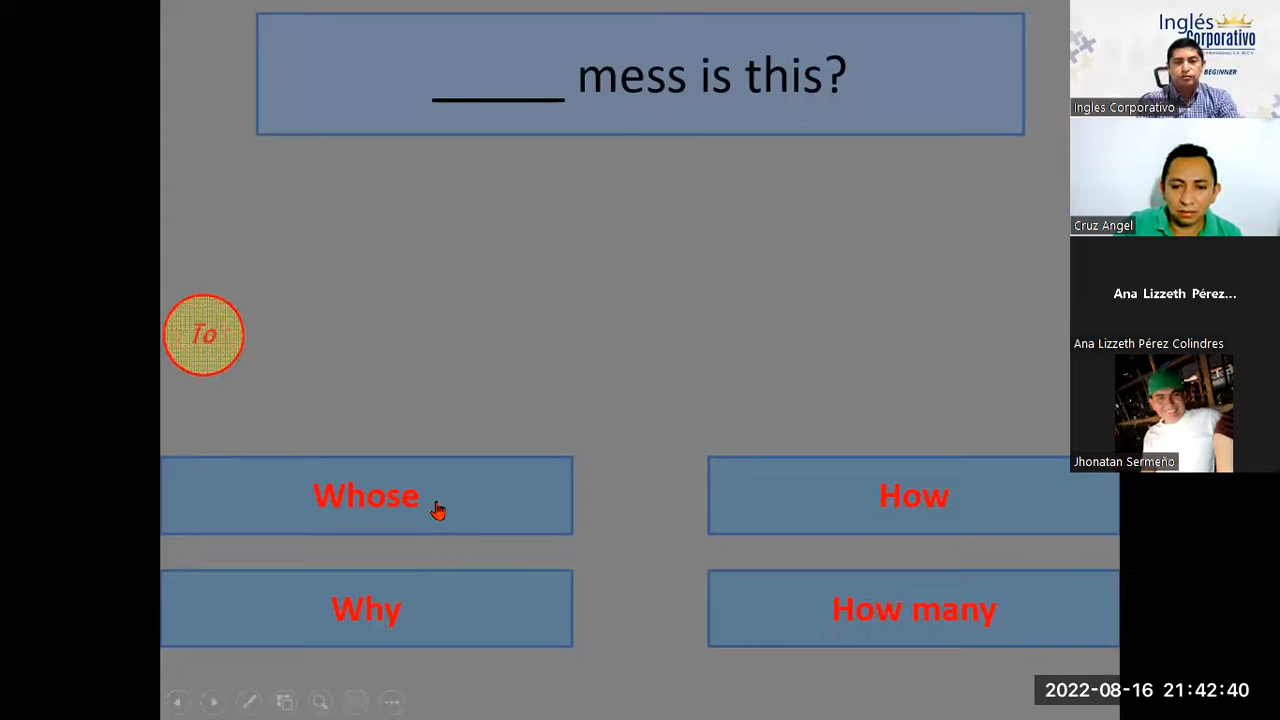 ______ mess is this?
To
Whose
How
Why
How many
Inglés
Corporativo
BEGINNER
Ingles Corporativo
Cruz Angel
Ana Lizzeth Pérez...
Ana Lizzeth Pérez Colindres
Jhonatan Sermeño
2022-08-16 21:42:40